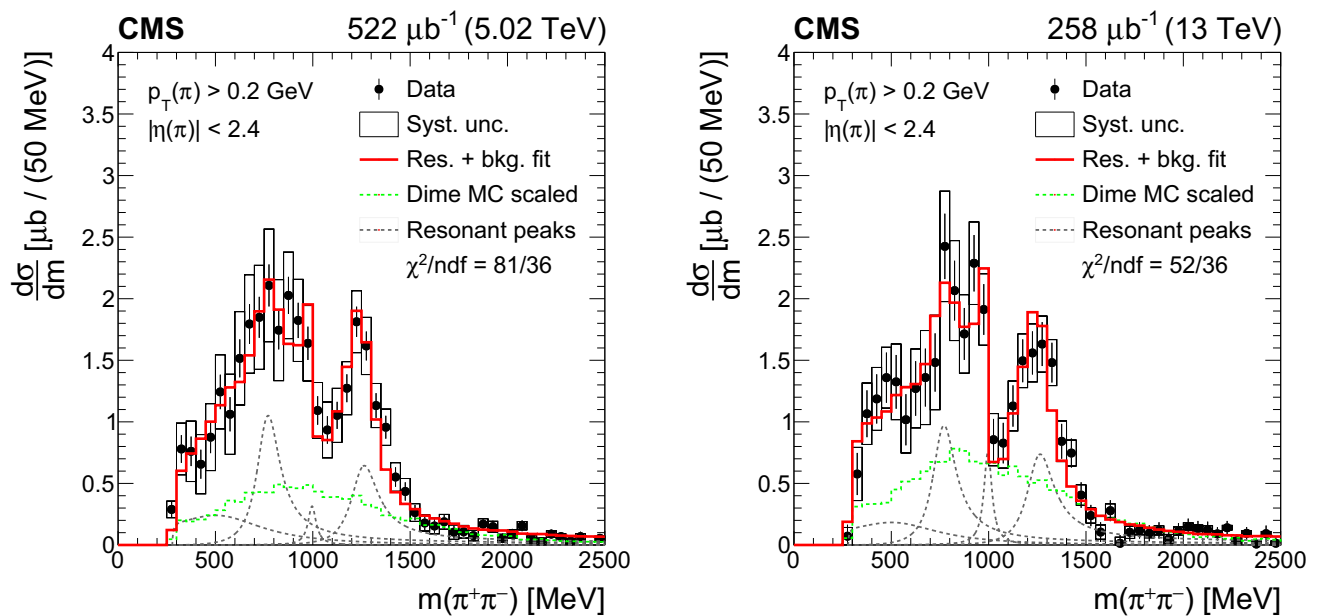 CMS 522 μb⁻¹ (5.02 TeV)
dσ/dm [μb / (50 MeV)]
4
3.5
3
2.5
2
1.5
1
0.5
0
p_T(π) > 0.2 GeV
|η(π)| < 2.4
Data
Syst. unc.
Res. + bkg. fit
Dime MC scaled
Resonant peaks
χ²/ndf = 81/36
0 500 1000 1500 2000 2500
m(π⁺π⁻) [MeV]
CMS 258 μb⁻¹ (13 TeV)
dσ/dm [μb / (50 MeV)]
4
3.5
3
2.5
2
1.5
1
0.5
0
p_T(π) > 0.2 GeV
|η(π)| < 2.4
Data
Syst. unc.
Res. + bkg. fit
Dime MC scaled
Resonant peaks
χ²/ndf = 52/36
0 500 1000 1500 2000 2500
m(π⁺π⁻) [MeV]